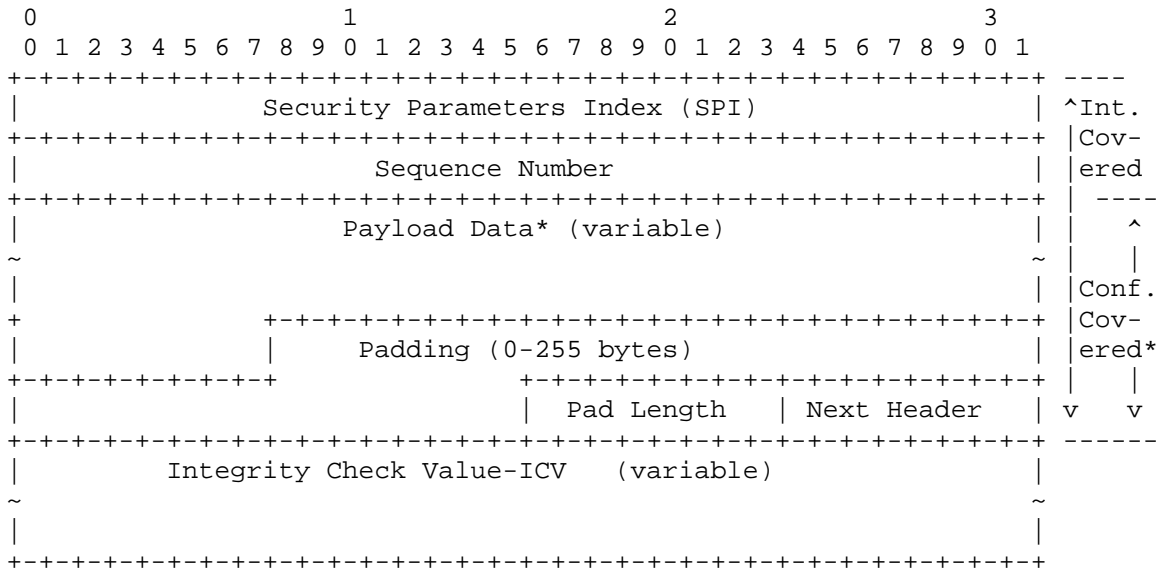 0                   1                   2                   3
 0 1 2 3 4 5 6 7 8 9 0 1 2 3 4 5 6 7 8 9 0 1 2 3 4 5 6 7 8 9 0 1
+-+-+-+-+-+-+-+-+-+-+-+-+-+-+-+-+-+-+-+-+-+-+-+-+-+-+-+-+-+-+-+-+ ----
|               Security Parameters Index (SPI)                 | ^Int.
+-+-+-+-+-+-+-+-+-+-+-+-+-+-+-+-+-+-+-+-+-+-+-+-+-+-+-+-+-+-+-+-+ |Cov-
|                      Sequence Number                          | |ered
+-+-+-+-+-+-+-+-+-+-+-+-+-+-+-+-+-+-+-+-+-+-+-+-+-+-+-+-+-+-+-+-+ | ----
|                    Payload Data* (variable)                   | |   ^
~                                                               ~ |   |
|                                                               | |Conf.
+               +-+-+-+-+-+-+-+-+-+-+-+-+-+-+-+-+-+-+-+-+-+-+-+-+ |Cov-
|               |     Padding (0-255 bytes)                     | |ered*
+-+-+-+-+-+-+-+-+               +-+-+-+-+-+-+-+-+-+-+-+-+-+-+-+-+ |   |
|                               |  Pad Length   | Next Header   | v   v
+-+-+-+-+-+-+-+-+-+-+-+-+-+-+-+-+-+-+-+-+-+-+-+-+-+-+-+-+-+-+-+-+ ------
|         Integrity Check Value-ICV   (variable)                |
~                                                               ~
|                                                               |
+-+-+-+-+-+-+-+-+-+-+-+-+-+-+-+-+-+-+-+-+-+-+-+-+-+-+-+-+-+-+-+-+